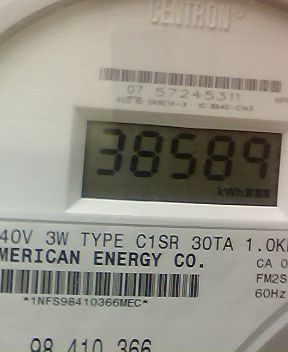 CENTRON®
07 57245311
38589
kWh
40V 3W TYPE C1SR 30TA 1.0K
MERICAN ENERGY CO.
CA 0
FM2S
60Hz
*1NFS98410366MEC*
98 410 366